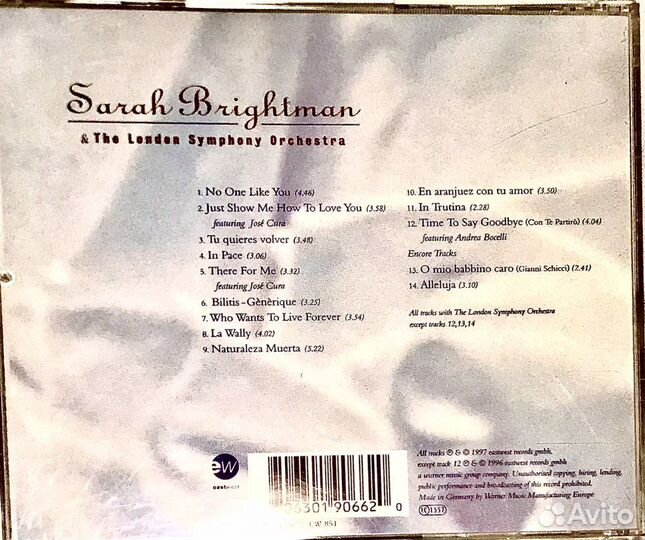 Sarah Brightman
& The London Symphony Orchestra
1. No One Like You (4.46)
2. Just Show Me How To Love You (3.58)
featuring José Cura
3. Tu quieres volver (3.48)
4. In Pace (3.06)
5. There For Me (3.32)
featuring José Cura
6. Bilitis-Gènèrique (3.25)
7. Who Wants To Live Forever (3.54)
8. La Wally (4.02)
9. Naturaleza Muerta (5.22)
10. En aranjuez con tu amor (3.50)
11. In Trutina (2.28)
12. Time To Say Goodbye (Con Te Partirò) (4.04)
featuring Andrea Bocelli
Encore Tracks
13. O mio babbino caro (Gianni Schicci) (2.41)
14. Alleluja (3.10)
All tracks with The London Symphony Orchestra
except tracks 12,13,14
ew
eastwest
06301 90662 0
EW 851
All tracks ℗ & © 1997 eastwest records gmbh,
except track 12 ℗ & © 1996 eastwest records gmbh
a warner music group company. Unauthorised copying, hiring, lending,
public performance and broadcasting of this record prohibited.
Made in Germany by Warner Music Manufacturing Europe
LC 1557
Avito